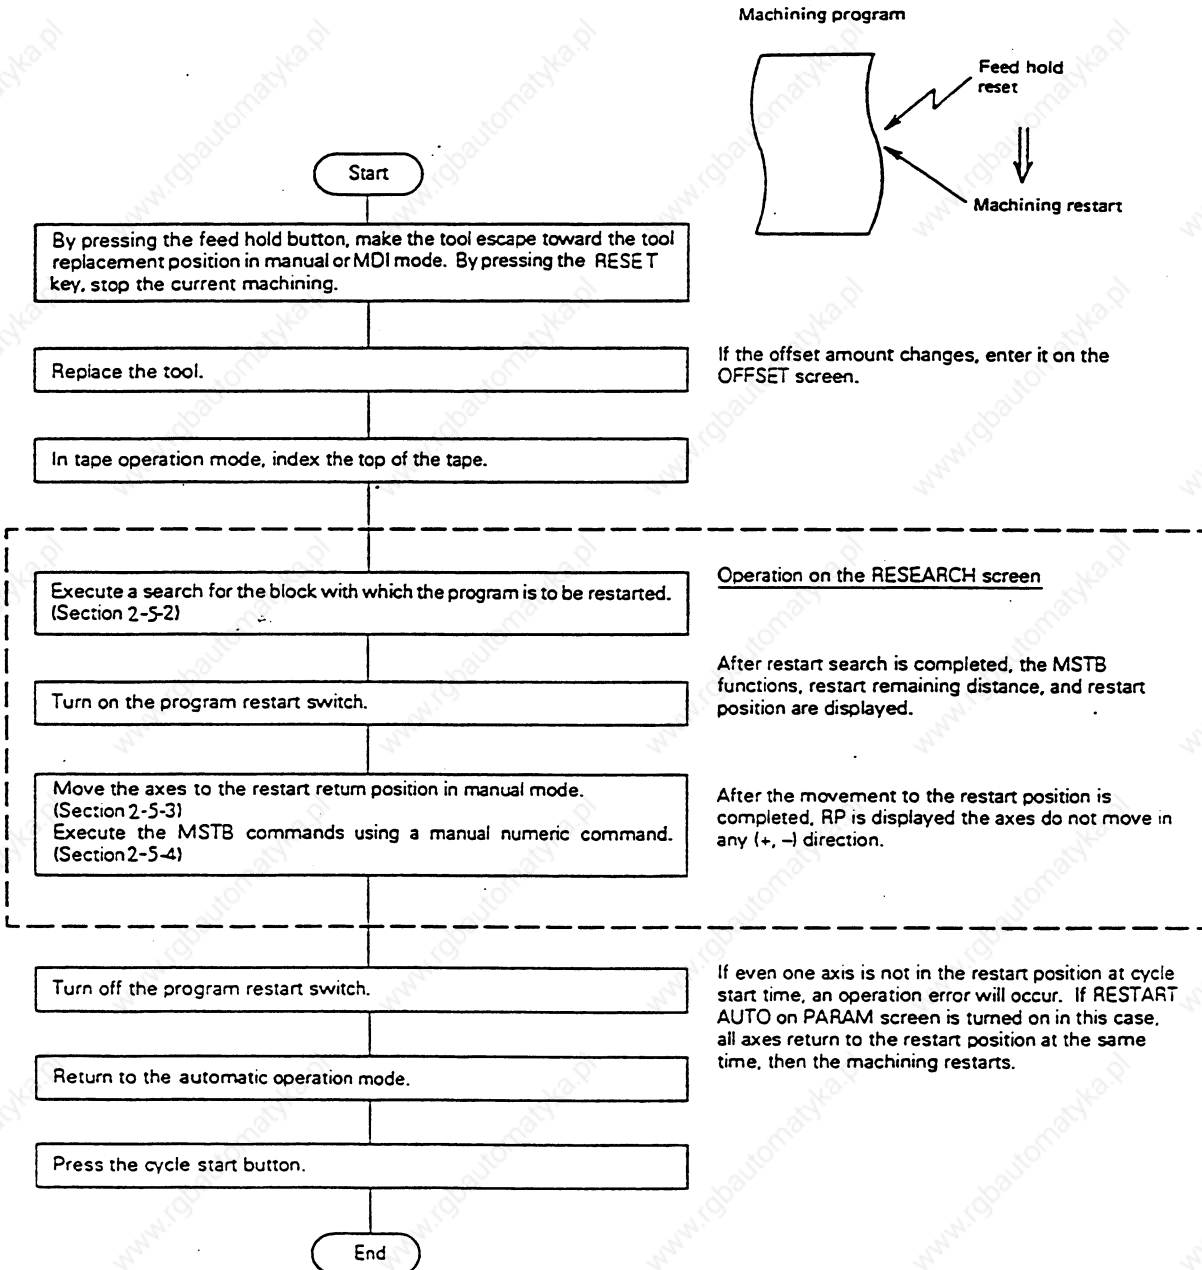 Machining program
Feed hold
reset
Machining restart
Start
By pressing the feed hold button, make the tool escape toward the tool
replacement position in manual or MDI mode. By pressing the RESET
key, stop the current machining.
Replace the tool.
If the offset amount changes, enter it on the
OFFSET screen.
In tape operation mode, index the top of the tape.
Execute a search for the block with which the program is to be restarted.
(Section 2-5-2)
Operation on the RESEARCH screen
Turn on the program restart switch.
After restart search is completed, the MSTB
functions, restart remaining distance, and restart
position are displayed.
Move the axes to the restart return position in manual mode.
(Section 2-5-3)
Execute the MSTB commands using a manual numeric command.
(Section 2-5-4)
After the movement to the restart position is
completed, RP is displayed the axes do not move in
any (+, −) direction.
Turn off the program restart switch.
If even one axis is not in the restart position at cycle
start time, an operation error will occur. If RESTART
AUTO on PARAM screen is turned on in this case,
all axes return to the restart position at the same
time, then the machining restarts.
Return to the automatic operation mode.
Press the cycle start button.
End
www.rgbautomatyka.pl